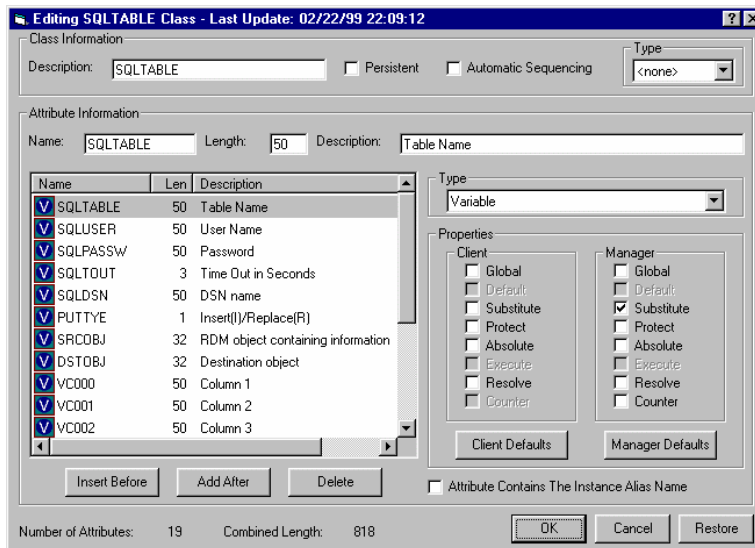 Editing SQLTABLE Class - Last Update: 02/22/99 22:09:12
Class Information
Description: SQLTABLE Persistent Automatic Sequencing
Type
<none>
Attribute Information
Name: SQLTABLE Length: 50 Description: Table Name
Name Len Description
V SQLTABLE 50 Table Name
V SQLUSER 50 User Name
V SQLPASSW 50 Password
V SQLTOUT 3 Time Out in Seconds
V SQLDSN 50 DSN name
V PUTTYE 1 Insert(I)/Replace(R)
V SRCOBJ 32 RDM object containing information
V DSTOBJ 32 Destination object
V VC000 50 Column 1
V VC001 50 Column 2
V VC002 50 Column 3
Insert Before Add After Delete
Type
Variable
Properties
Client
Global
Default
Substitute
Protect
Absolute
Execute
Resolve
Counter
Client Defaults
Manager
Global
Default
Substitute
Protect
Absolute
Execute
Resolve
Counter
Manager Defaults
Attribute Contains The Instance Alias Name
Number of Attributes: 19 Combined Length: 818
OK Cancel Restore